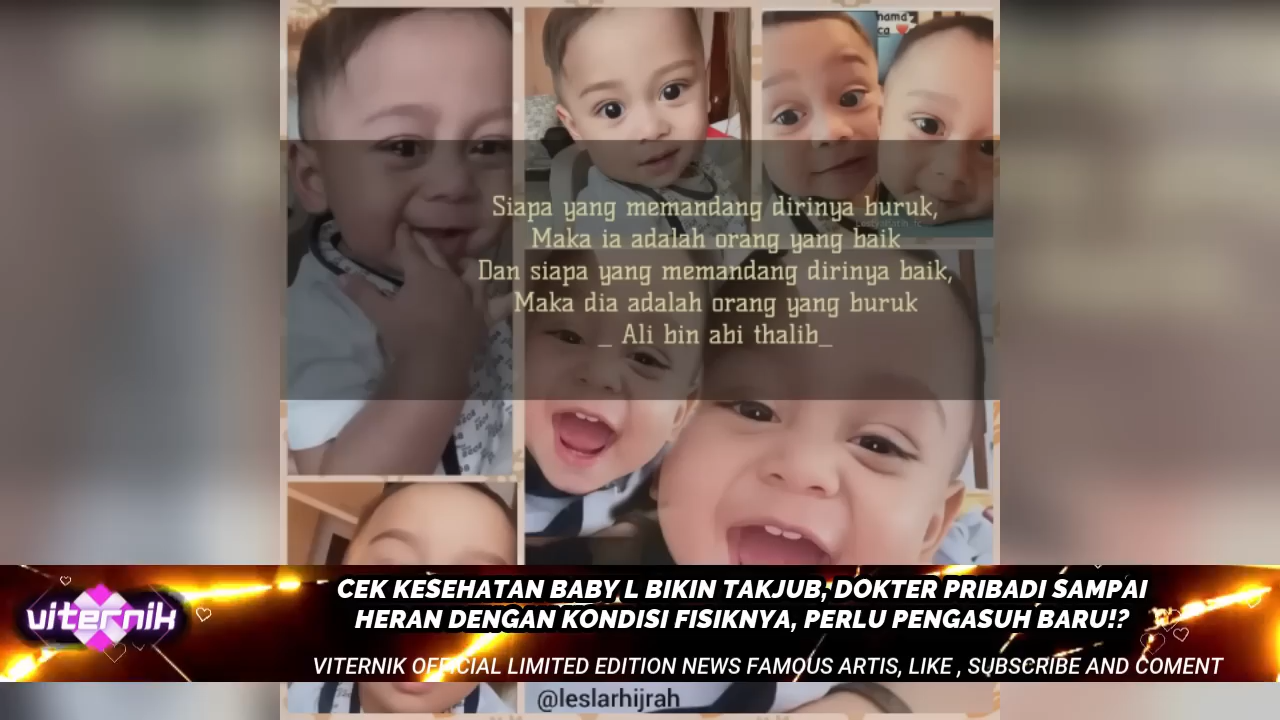 nama
ca
Siapa yang memandang dirinya buruk,
Maka ia adalah orang yang baik
Dan siapa yang memandang dirinya baik,
Maka dia adalah orang yang buruk
_ Ali bin abi thalib_
viternik
CEK KESEHATAN BABY L BIKIN TAKJUB, DOKTER PRIBADI SAMPAI
HERAN DENGAN KONDISI FISIKNYA, PERLU PENGASUH BARU!?
VITERNIK OFFICIAL LIMITED EDITION NEWS FAMOUS ARTIS, LIKE , SUBSCRIBE AND COMENT
@leslarhijrah